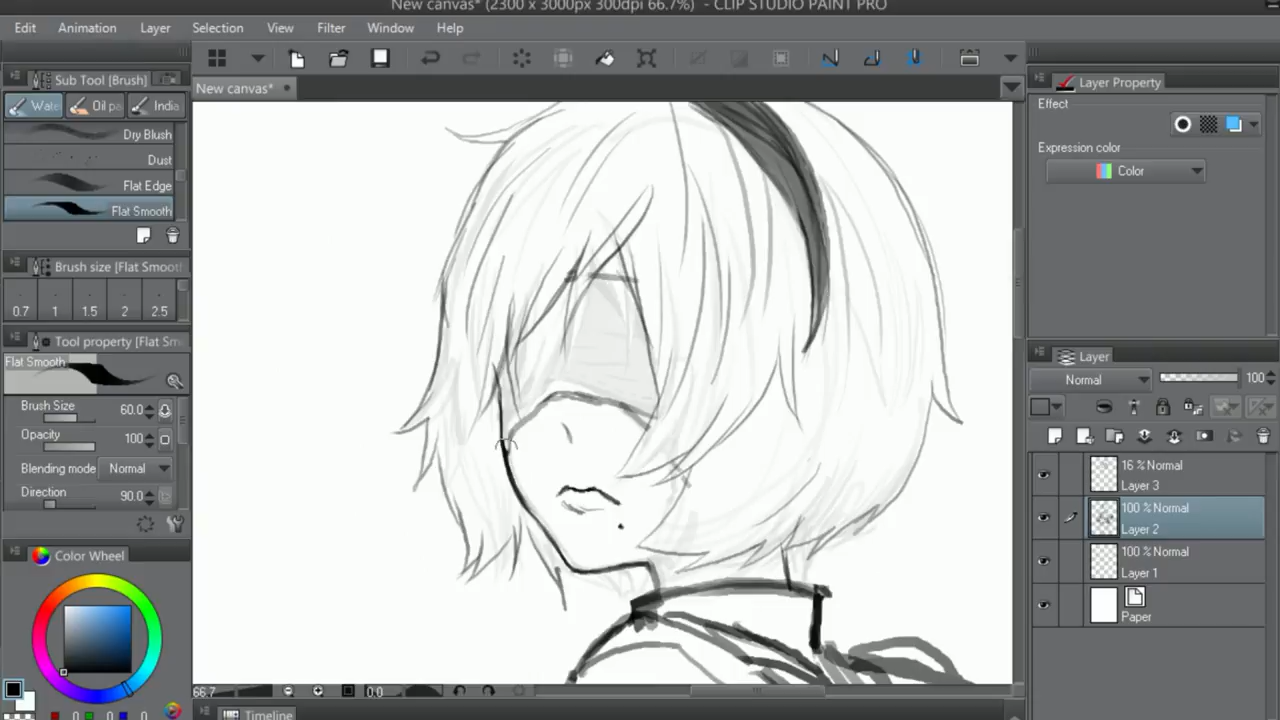 New canvas* (2300 x 3000px 300dpi 66.7%) - CLIP STUDIO PAINT PRO
Edit Animation Layer Selection View Filter Window Help
Sub Tool [Brush]
Wate Oil pa India
Dry Blush
Dust
Flat Edge
Flat Smooth
Brush size [Flat Smoot
0.7 1 1.5 2 2.5
Tool property [Flat Sm
Flat Smooth
Brush Size 60.0
Opacity 100
Blending mode Normal
Direction 90.0
Color Wheel
0 0 0
New canvas*
66.7 0.0
Timeline
Layer Property
Effect
Expression color
Color
Layer
Normal 100
16 % Normal
Layer 3
100 % Normal
Layer 2
100 % Normal
Layer 1
Paper